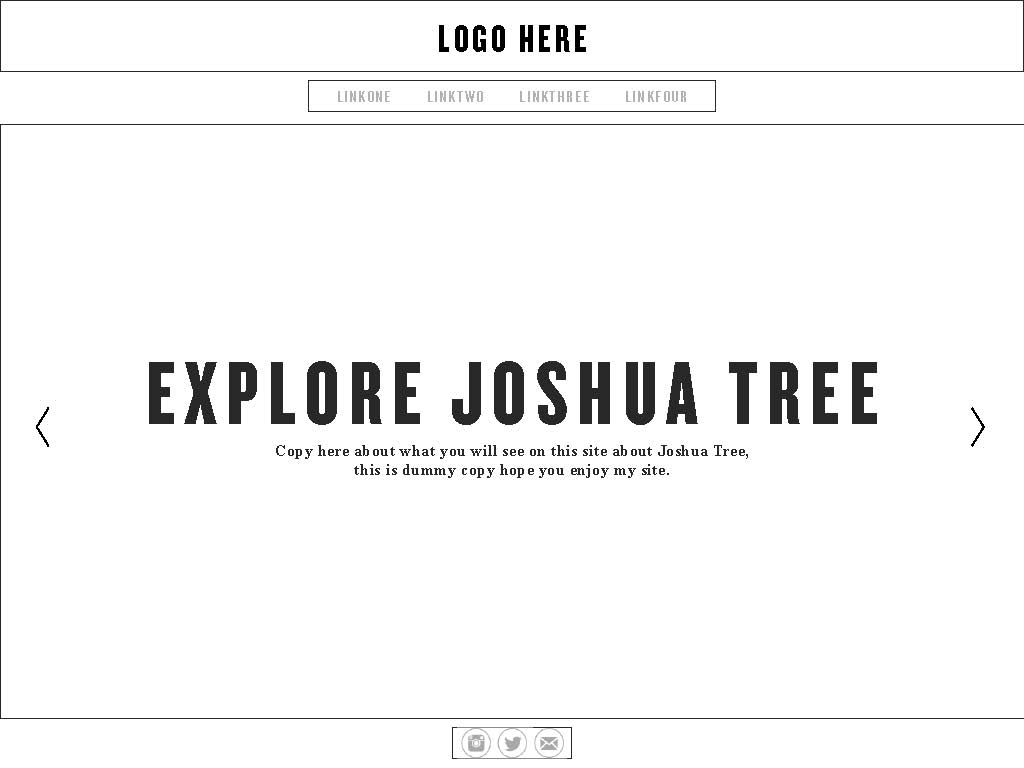 LOGO HERE
LINKONE LINKTWO LINKTHREE LINKFOUR
EXPLORE JOSHUA TREE
Copy here about what you will see on this site about Joshua Tree,
this is dummy copy hope you enjoy my site.